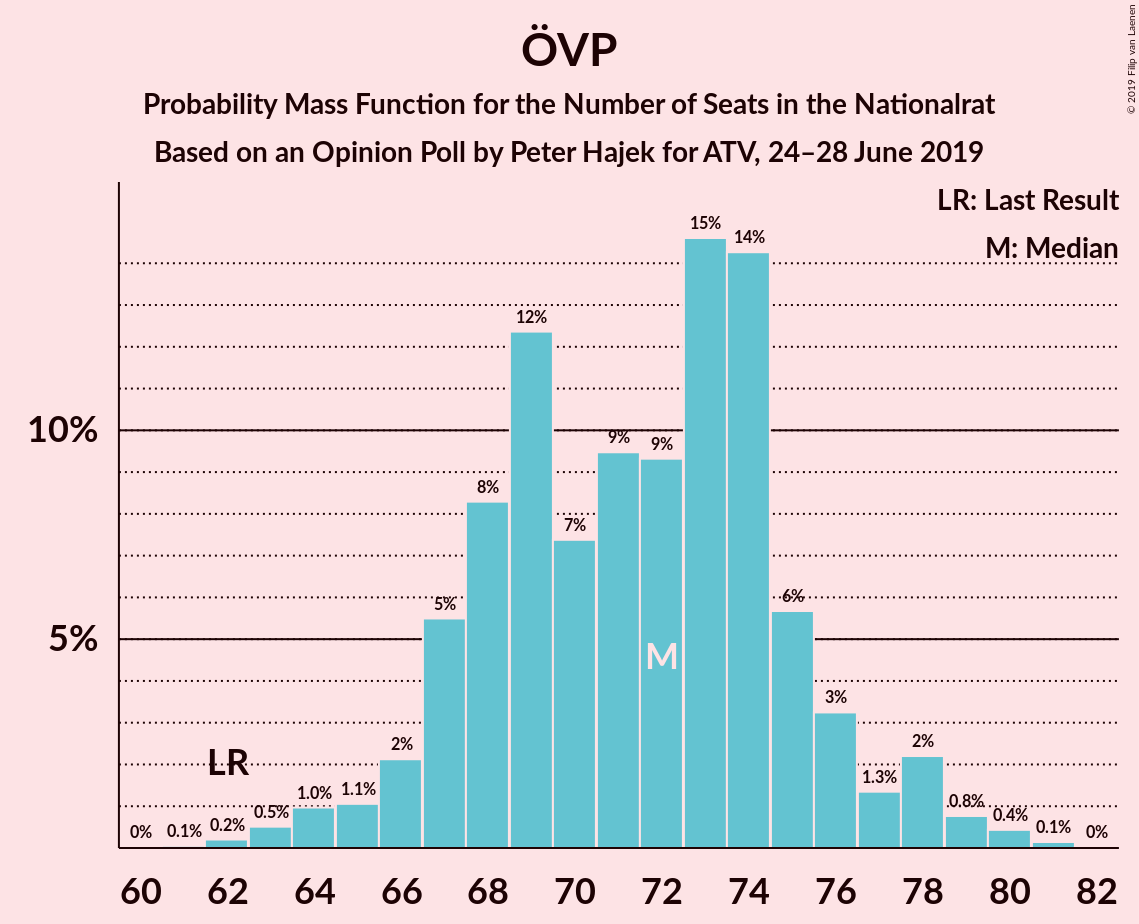 ÖVP
Probability Mass Function for the Number of Seats in the Nationalrat
Based on an Opinion Poll by Peter Hajek for ATV, 24–28 June 2019
© 2019 Filip van Laenen
LR: Last Result
M: Median
15%
14%
12%
10%
9%
9%
8%
7%
5%
6%
5%
M
3%
2%
2%
LR
1.3%
1.0%
1.1%
0.8%
0.5%
0.4%
0%
0.1%
0.2%
0.1%
0%
60 62 64 66 68 70 72 74 76 78 80 82